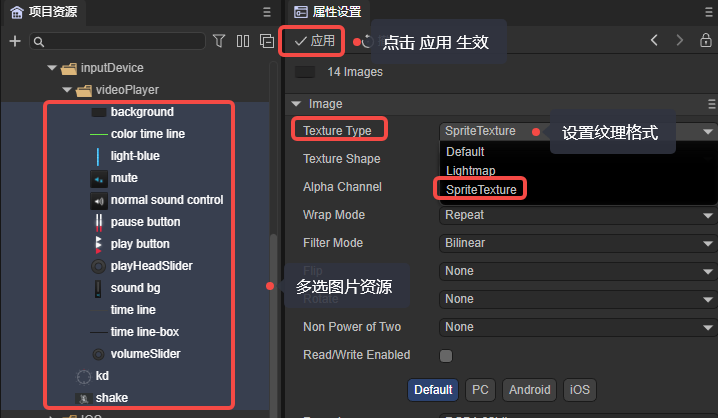 项目资源
属性设置
应用
点击 应用 生效
14 Images
inputDevice
videoPlayer
background
color time line
light-blue
mute
normal sound control
pause button
play button
playHeadSlider
sound bg
time line
time line-box
volumeSlider
kd
shake
多选图片资源
Image
Texture Type
SpriteTexture
设置纹理格式
Default
Lightmap
SpriteTexture
Texture Shape
Alpha Channel
Wrap Mode
Repeat
Filter Mode
Bilinear
Flip
None
Rotate
None
Non Power of Two
None
Read/Write Enabled
Default
PC
Android
iOS